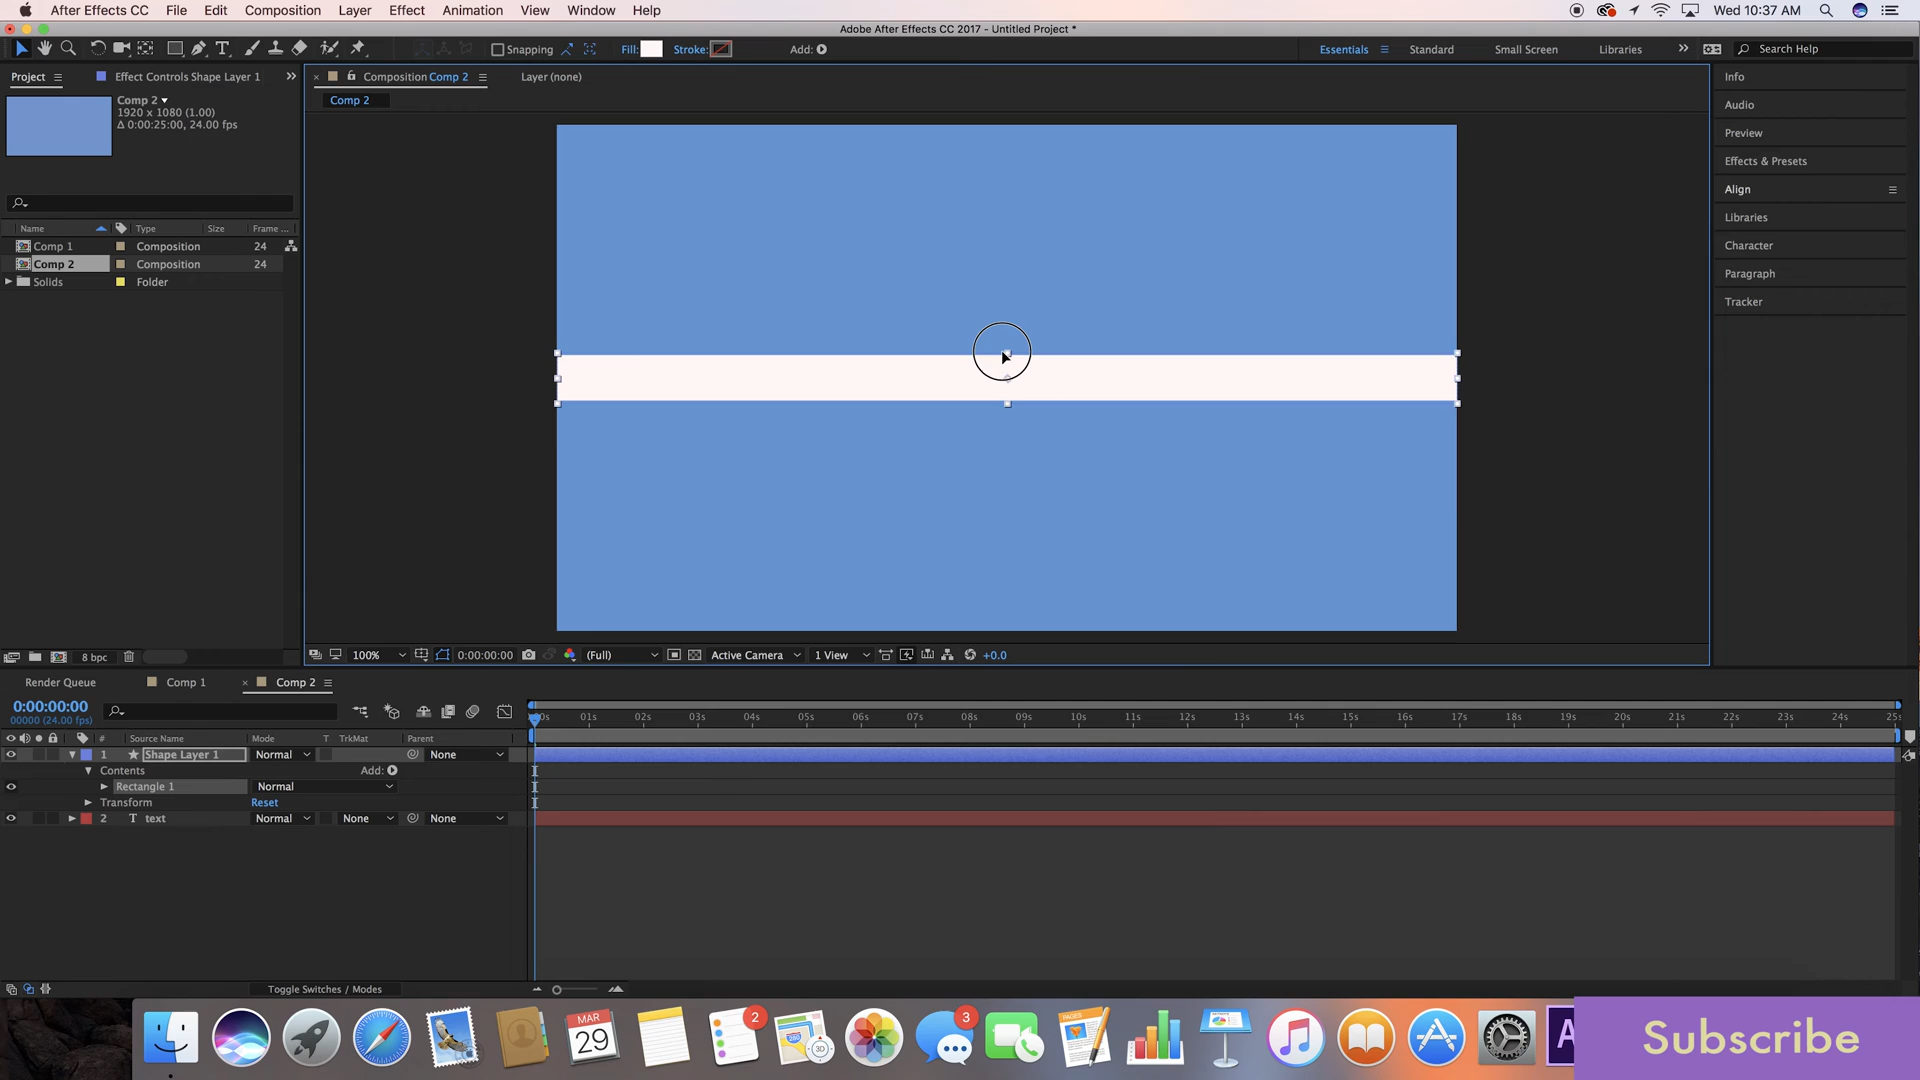 After Effects CC File Edit Composition Layer Effect Animation View Window Help Wed 10:37 AM
Adobe After Effects CC 2017 - Untitled Project *
Snapping Fill: Stroke: Add: Essentials Standard Small Screen Libraries Search Help
Project Effect Controls Shape Layer 1 Composition Comp 2 Layer (none) Info
Comp 2 Comp 2
1920 x 1080 (1.00) Audio
Δ 0:00:25:00, 24.00 fps Preview
Effects & Presets
Align
Libraries
Name Type Size Frame ...
Comp 1 Composition 24 Character
Comp 2 Composition 24 Paragraph
Solids Folder
Tracker
8 bpc 100% 0:00:00:00 (Full) Active Camera 1 View +0.0
Render Queue Comp 1 Comp 2
0:00:00:00
00000 (24.00 fps) 01s 02s 03s 04s 05s 06s 07s 08s 09s 10s 11s 12s 13s 14s 15s 16s 17s 18s 19s 20s 21s 22s 23s 24s 25s
# Source Name Mode T TrkMat Parent
1 Shape Layer 1 Normal None
Contents Add:
Rectangle 1 Normal
Transform Reset
2 T text Normal None None
Toggle Switches / Modes
MAR
29
2
3D
280
3
PAGES
A
Subscribe